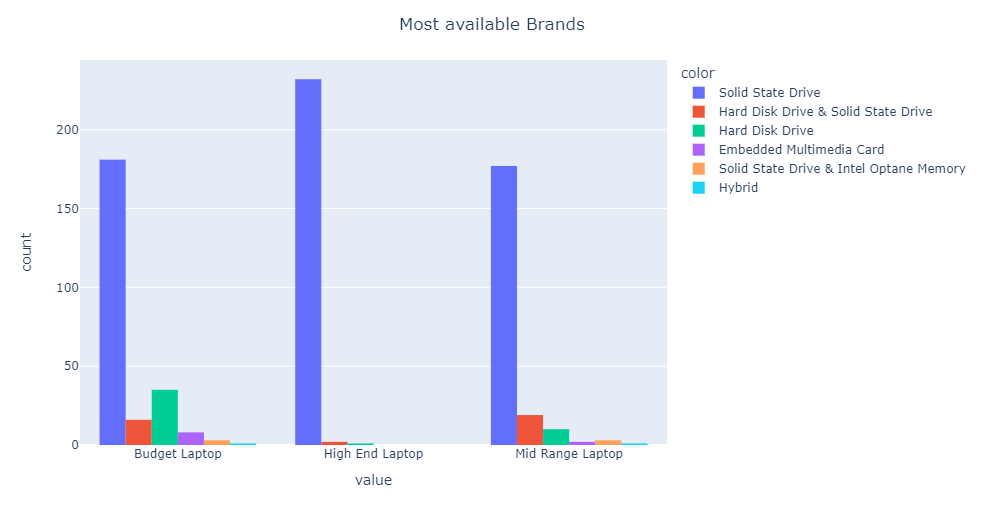 Most available Brands
color
Solid State Drive
Hard Disk Drive & Solid State Drive
Hard Disk Drive
Embedded Multimedia Card
Solid State Drive & Intel Optane Memory
Hybrid
count
200
150
100
50
0
Budget Laptop
High End Laptop
Mid Range Laptop
value